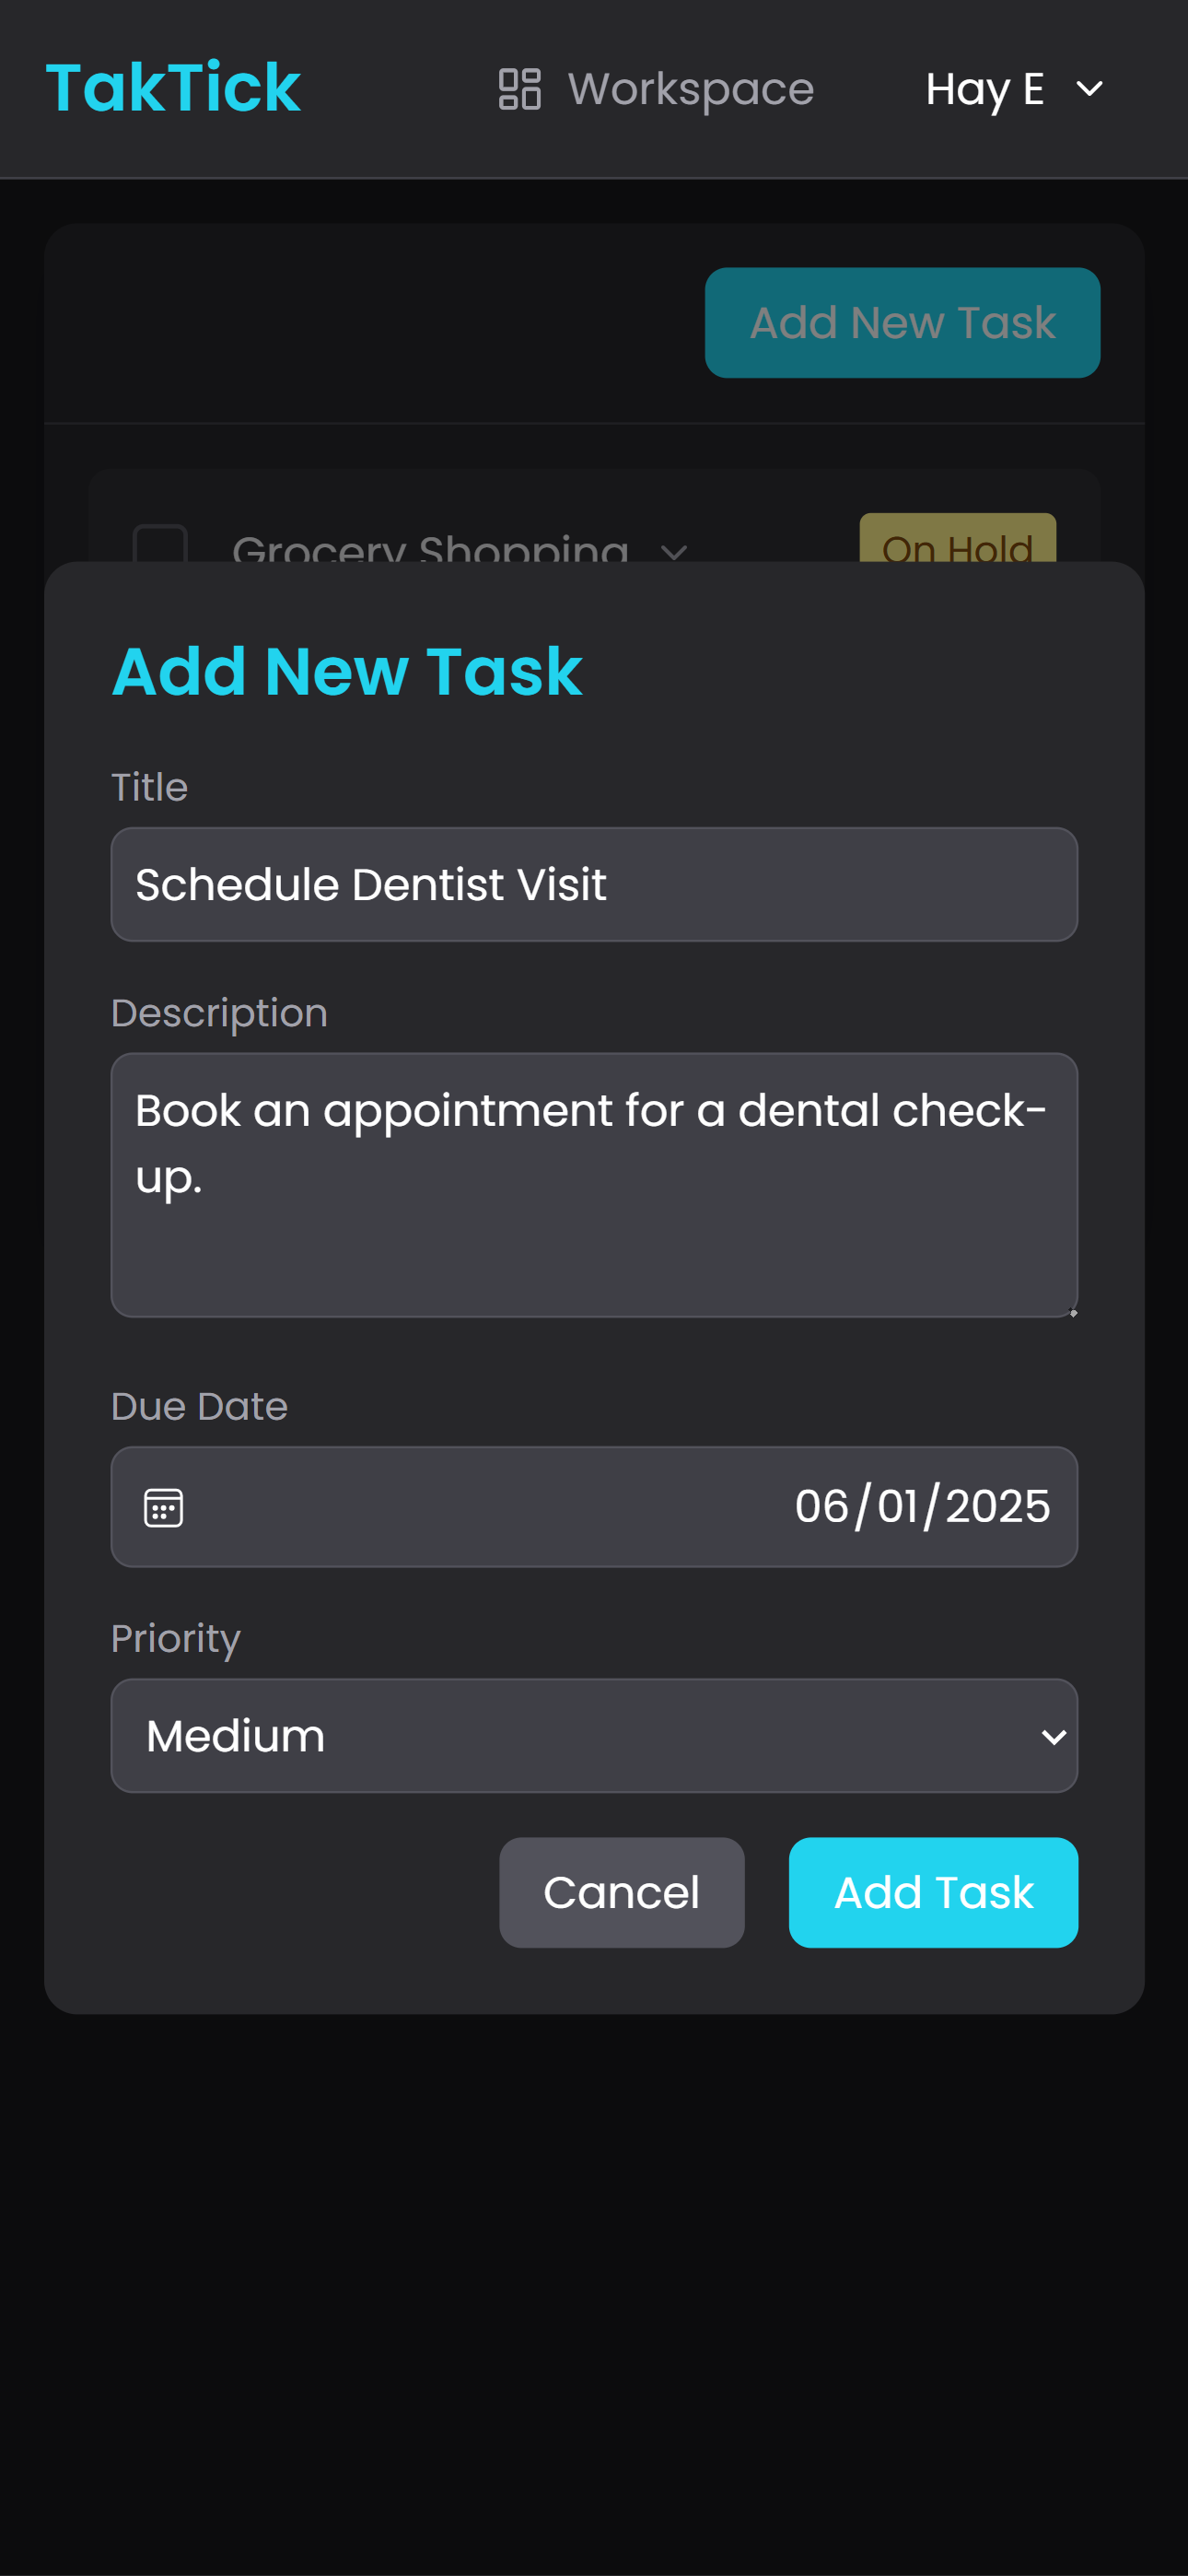 TakTick
Workspace
Hay E
Add New Task
Grocery Shopping
On Hold
Add New Task
Title
Schedule Dentist Visit
Description
Book an appointment for a dental check-
up.
Due Date
06/01/2025
Priority
Medium
Cancel
Add Task